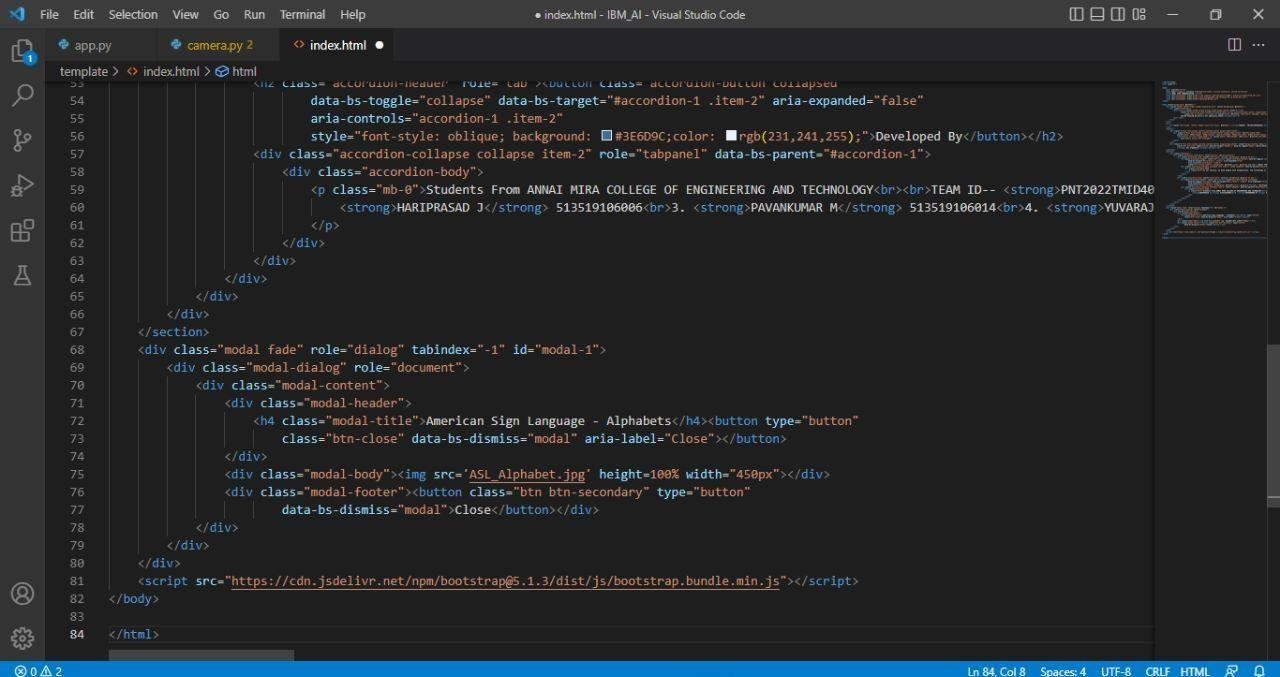 File Edit Selection View Go Run Terminal Help ● index.html - IBM_AI - Visual Studio Code
app.py camera.py 2 <> index.html ●
template > <> index.html > html
1
53 <h2 class="accordion-header" role="tab"><button class="accordion-button collapsed"
54 data-bs-toggle="collapse" data-bs-target="#accordion-1 .item-2" aria-expanded="false"
55 aria-controls="accordion-1 .item-2"
56 style="font-style: oblique; background: #3E6D9C;color: rgb(231,241,255);">Developed By</button></h2>
57 <div class="accordion-collapse collapse item-2" role="tabpanel" data-bs-parent="#accordion-1">
58 <div class="accordion-body">
59 <p class="mb-0">Students From ANNAI MIRA COLLEGE OF ENGINEERING AND TECHNOLOGY<br><br>TEAM ID-- <strong>PNT2022TMID40
60 <strong>HARIPRASAD J</strong> 513519106006<br>3. <strong>PAVANKUMAR M</strong> 513519106014<br>4. <strong>YUVARAJ
61 </p>
62 </div>
63 </div>
64 </div>
65 </div>
66 </div>
67 </section>
68 <div class="modal fade" role="dialog" tabindex="-1" id="modal-1">
69 <div class="modal-dialog" role="document">
70 <div class="modal-content">
71 <div class="modal-header">
72 <h4 class="modal-title">American Sign Language - Alphabets</h4><button type="button"
73 class="btn-close" data-bs-dismiss="modal" aria-label="Close"></button>
74 </div>
75 <div class="modal-body"><img src='ASL_Alphabet.jpg' height=100% width="450px"></div>
76 <div class="modal-footer"><button class="btn btn-secondary" type="button"
77 data-bs-dismiss="modal">Close</button></div>
78 </div>
79 </div>
80 </div>
81 <script src="https://cdn.jsdelivr.net/npm/bootstrap@5.1.3/dist/js/bootstrap.bundle.min.js"></script>
82 </body>
83
84 </html>
0 2 Ln 84, Col 8 Spaces: 4 UTF-8 CRLF HTML